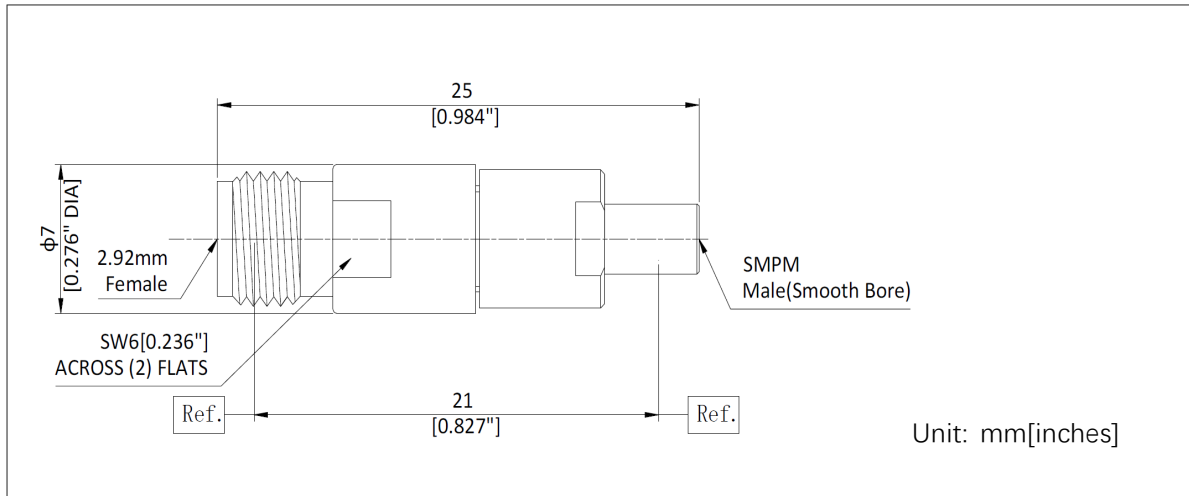 25
[0.984"]
ϕ7
[0.276" DIA]
2.92mm
Female
SMPM
Male(Smooth Bore)
SW6[0.236"]
ACROSS (2) FLATS
Ref.
21
[0.827"]
Ref.
Unit: mm[inches]